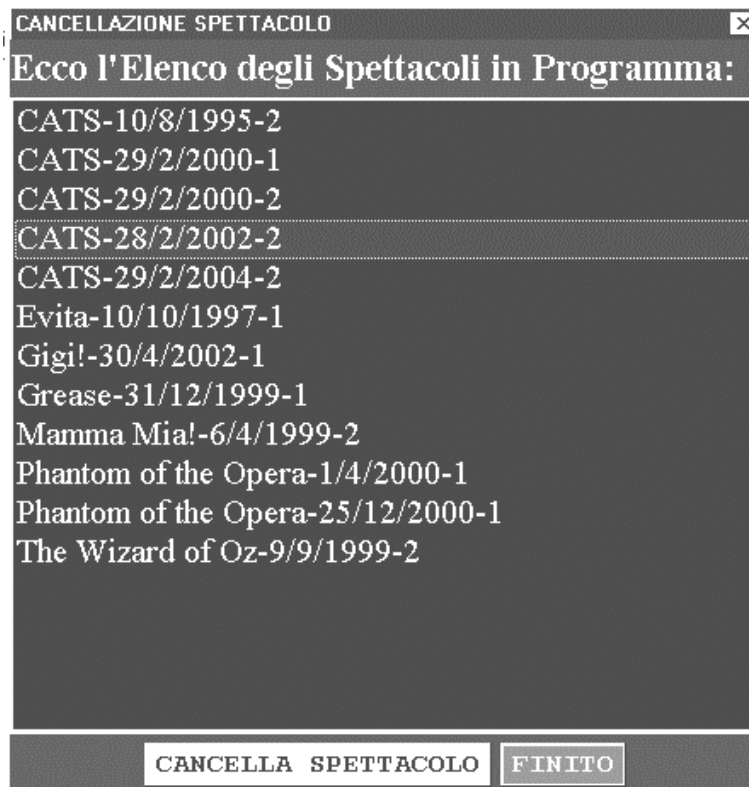 CANCELLAZIONE SPETTACOLO
Ecco l'Elenco degli Spettacoli in Programma:
CATS-10/8/1995-2
CATS-29/2/2000-1
CATS-29/2/2000-2
CATS-28/2/2002-2
CATS-29/2/2004-2
Evita-10/10/1997-1
Gigi!-30/4/2002-1
Grease-31/12/1999-1
Mamma Mia!-6/4/1999-2
Phantom of the Opera-1/4/2000-1
Phantom of the Opera-25/12/2000-1
The Wizard of Oz-9/9/1999-2
CANCELLA SPETTACOLO FINITO